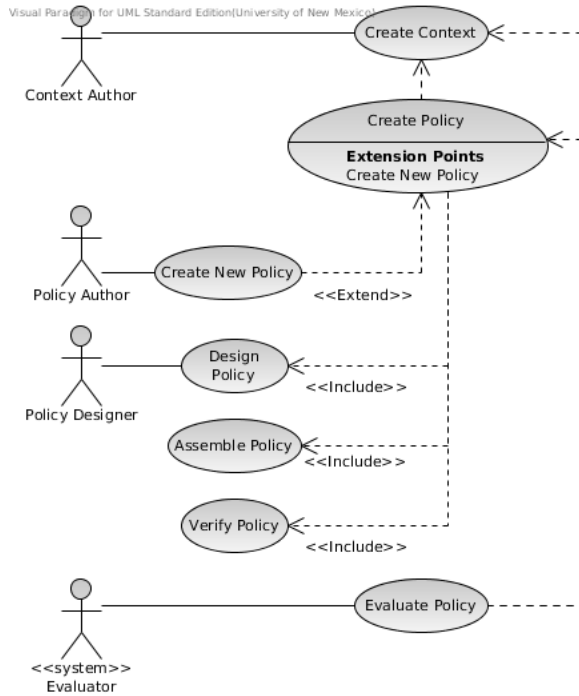 Visual Paradigm for UML Standard Edition(University of New Mexico)
Create Context
Context Author
Create Policy
Extension Points
Create New Policy
Create New Policy
Policy Author
<<Extend>>
Design
Policy
<<Include>>
Policy Designer
Assemble Policy
<<Include>>
Verify Policy
<<Include>>
Evaluate Policy
<<system>>
Evaluator